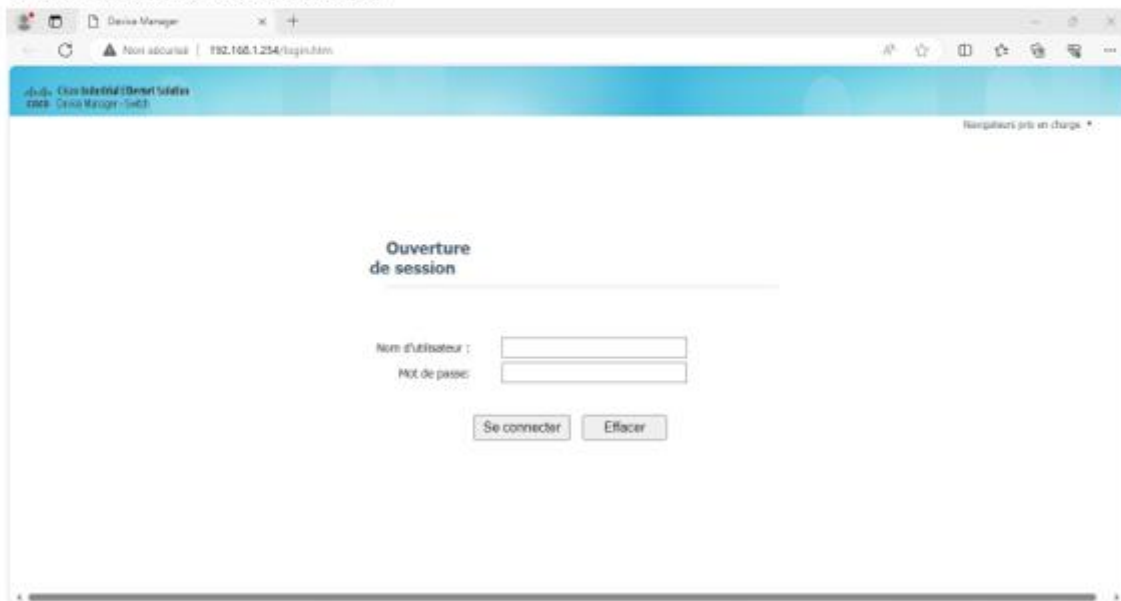 Device Manager
Non sécurisé | 192.168.1.254/login.htm
Cisco Industrial Ethernet Solution
CISCO Device Manager - Switch
Navigateurs pris en charge
Ouverture
de session
Nom d'utilisateur :
Mot de passe:
Se connecter Effacer